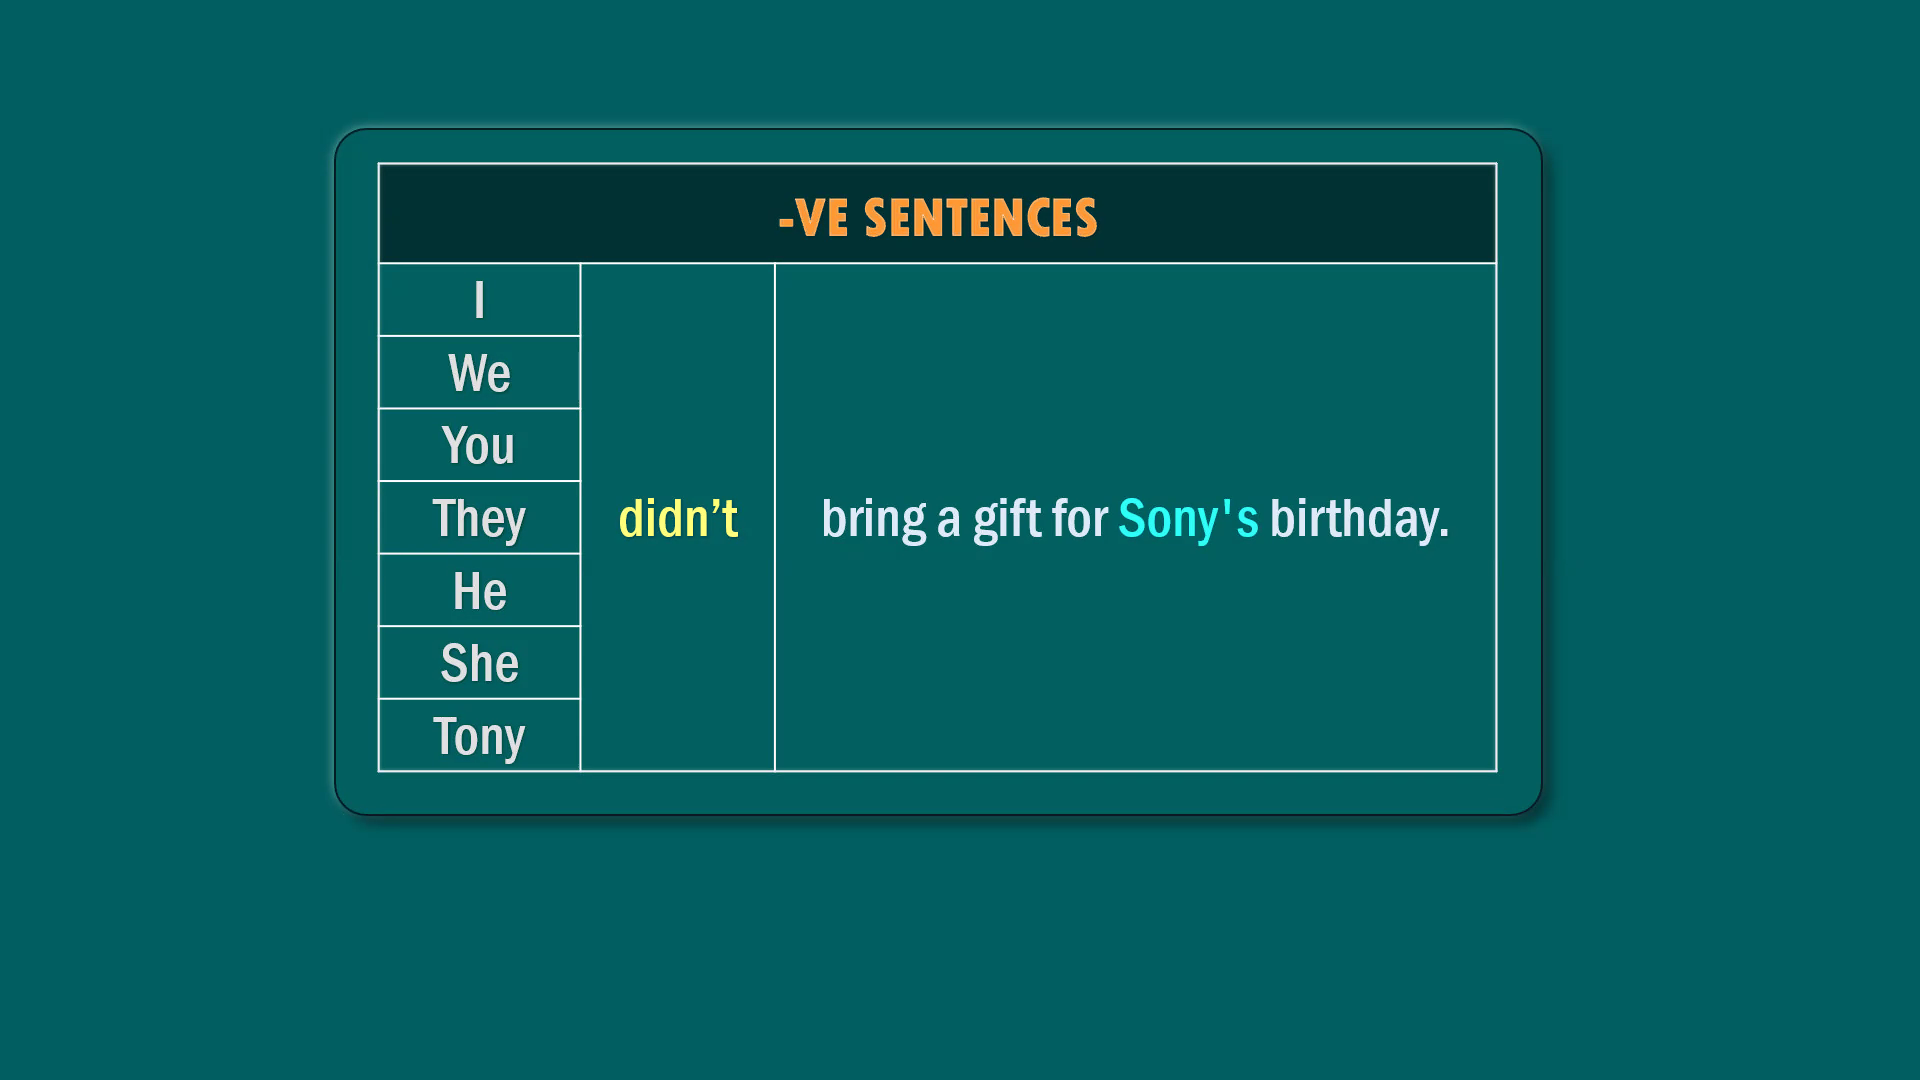 -VE SENTENCES
I
We
You
They
He
She
Tony
didn’t
bring a gift for Sony's birthday.